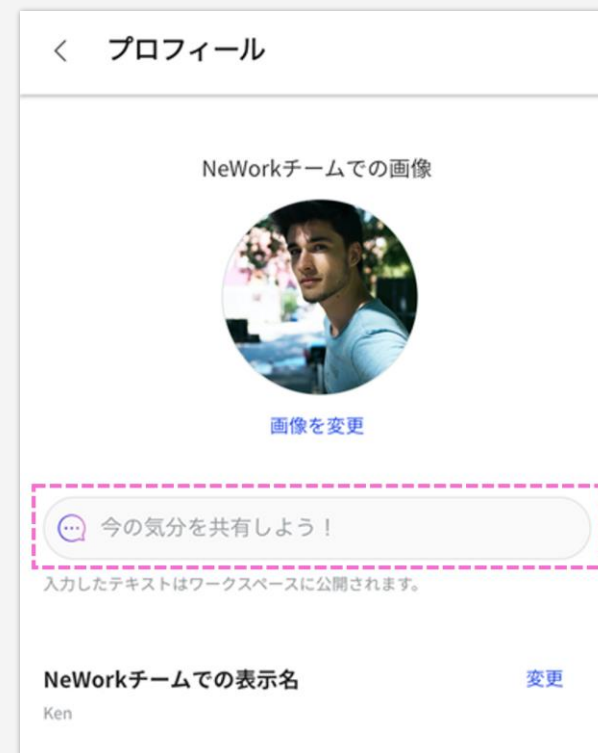 プロフィール
NeWorkチームでの画像
画像を変更
今の気分を共有しよう！
入力したテキストはワークスペースに公開されます。
NeWorkチームでの表示名
変更
Ken